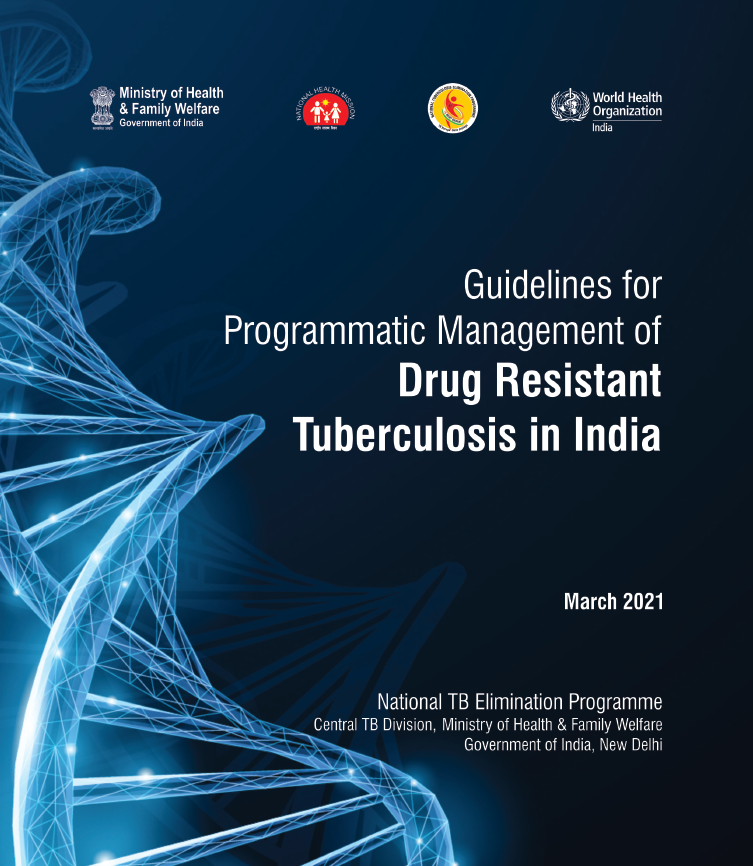 Ministry of Health
& Family Welfare
Government of India
NATIONAL HEALTH MISSION
World Health
Organization
India
Guidelines for
Programmatic Management of
Drug Resistant
Tuberculosis in India
March 2021
National TB Elimination Programme
Central TB Division, Ministry of Health & Family Welfare
Government of India, New Delhi